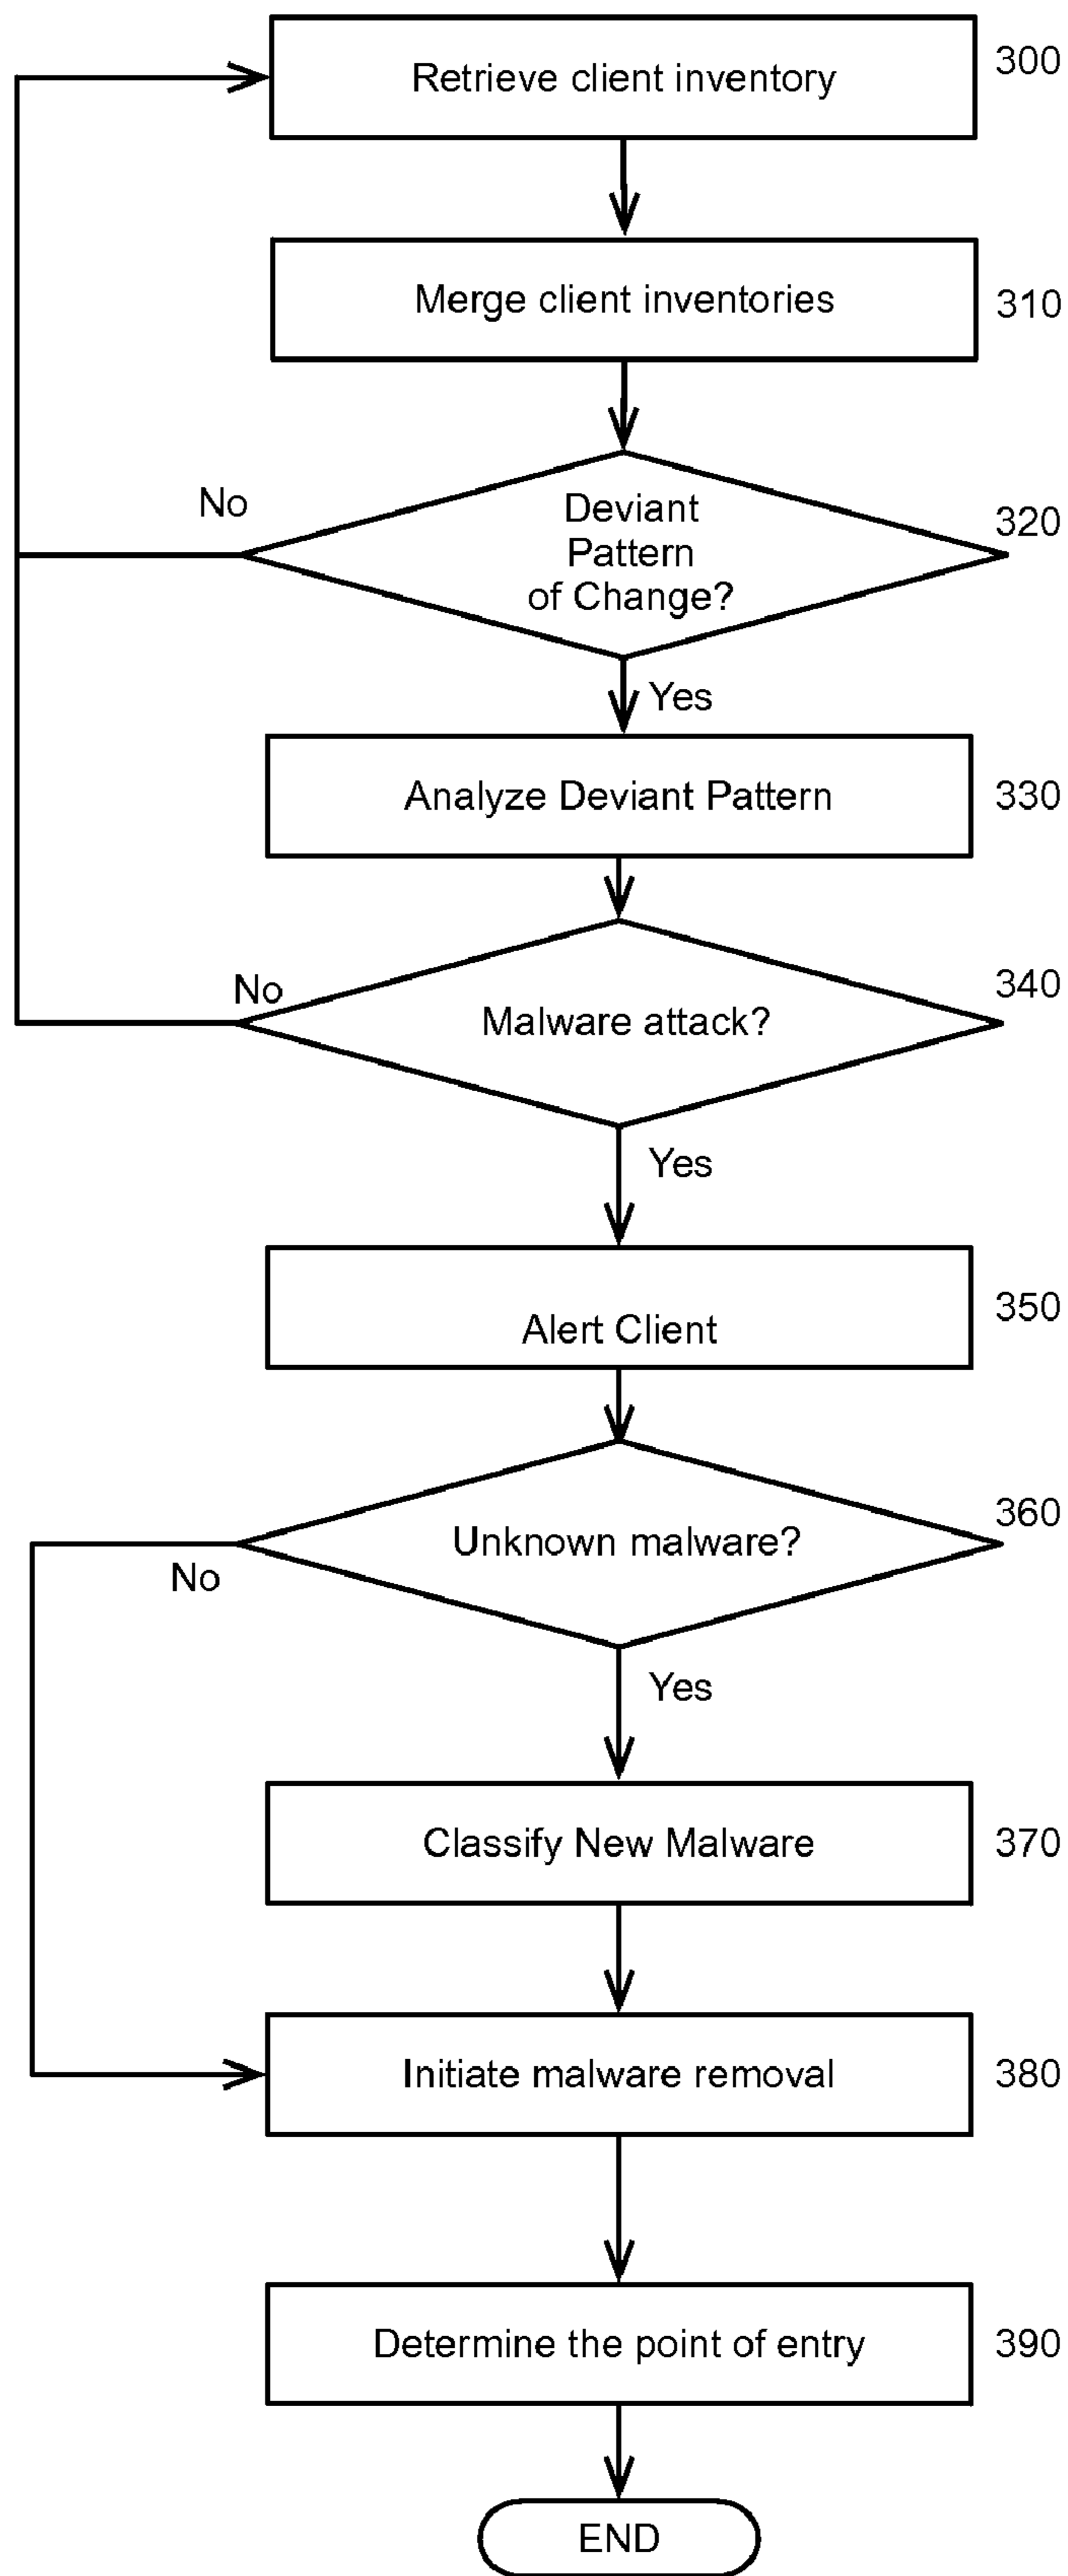 Retrieve client inventory
300
Merge client inventories
310
No
Deviant
Pattern
of Change?
320
Yes
Analyze Deviant Pattern
330
No
Malware attack?
340
Yes
Alert Client
350
Unknown malware?
360
No
Yes
Classify New Malware
370
Initiate malware removal
380
Determine the point of entry
390
END